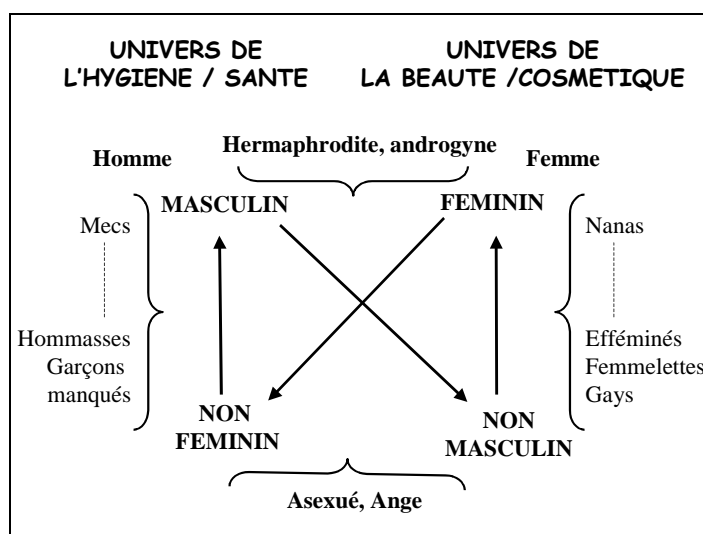 UNIVERS DE
L'HYGIENE / SANTE
UNIVERS DE
LA BEAUTE /COSMETIQUE
Hermaphrodite, androgyne
Homme
Femme
MASCULIN
FEMININ
Mecs
Nanas
Hommasses
Garçons
manqués
Efféminés
Femmelettes
Gays
NON
FEMININ
NON
MASCULIN
Asexué, Ange